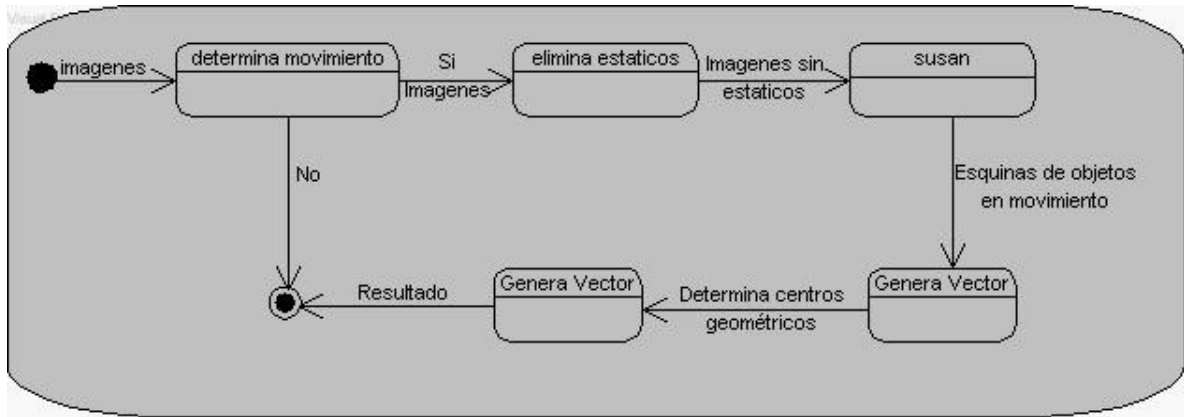 imagenes
determina movimiento
Si
Imagenes
elimina estaticos
Imagenes sin
estaticos
susan
No
Esquinas de objetos
en movimiento
Resultado
Genera Vector
Determina centros
geométricos
Genera Vector